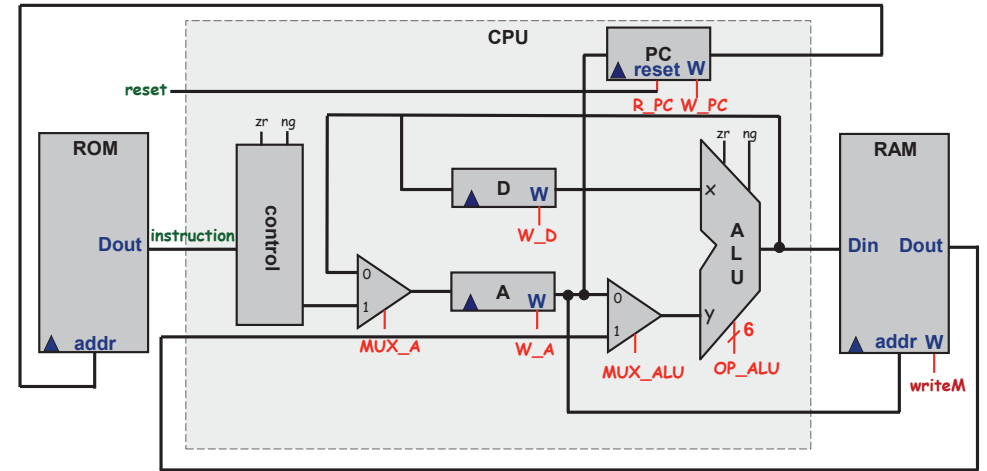 CPU
PC
reset W
reset
R_PC W_PC
zr ng
zr ng
ROM
RAM
D
W
x
W_D
control
instruction
Dout
ALU
Din Dout
0
1
A
W
0
1
y
MUX_A
W_A
MUX_ALU
6
OP_ALU
addr
addr W
writeM